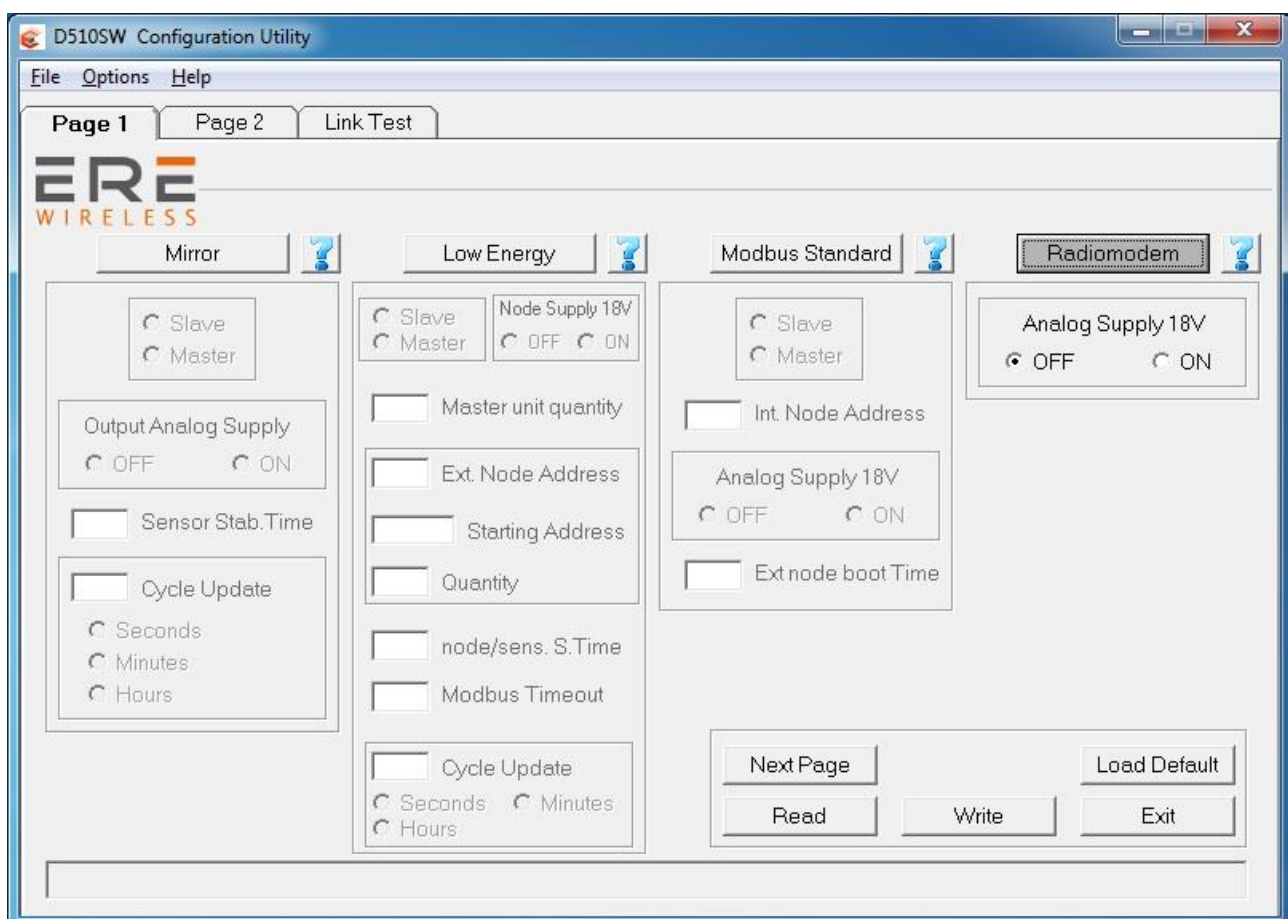 D510SW Configuration Utility
File Options Help
Page 1 Page 2 Link Test
ERE
WIRELESS
Mirror ? Low Energy ? Modbus Standard ? Radiomodem ?
Slave
Master
Output Analog Supply
OFF ON
Sensor Stab.Time
Cycle Update
Seconds
Minutes
Hours
Slave
Master
Node Supply 18V
OFF ON
Master unit quantity
Ext. Node Address
Starting Address
Quantity
node/sens. S.Time
Modbus Timeout
Cycle Update
Seconds Minutes
Hours
Slave
Master
Int. Node Address
Analog Supply 18V
OFF ON
Ext node boot Time
Analog Supply 18V
OFF ON
Next Page Load Default
Read Write Exit